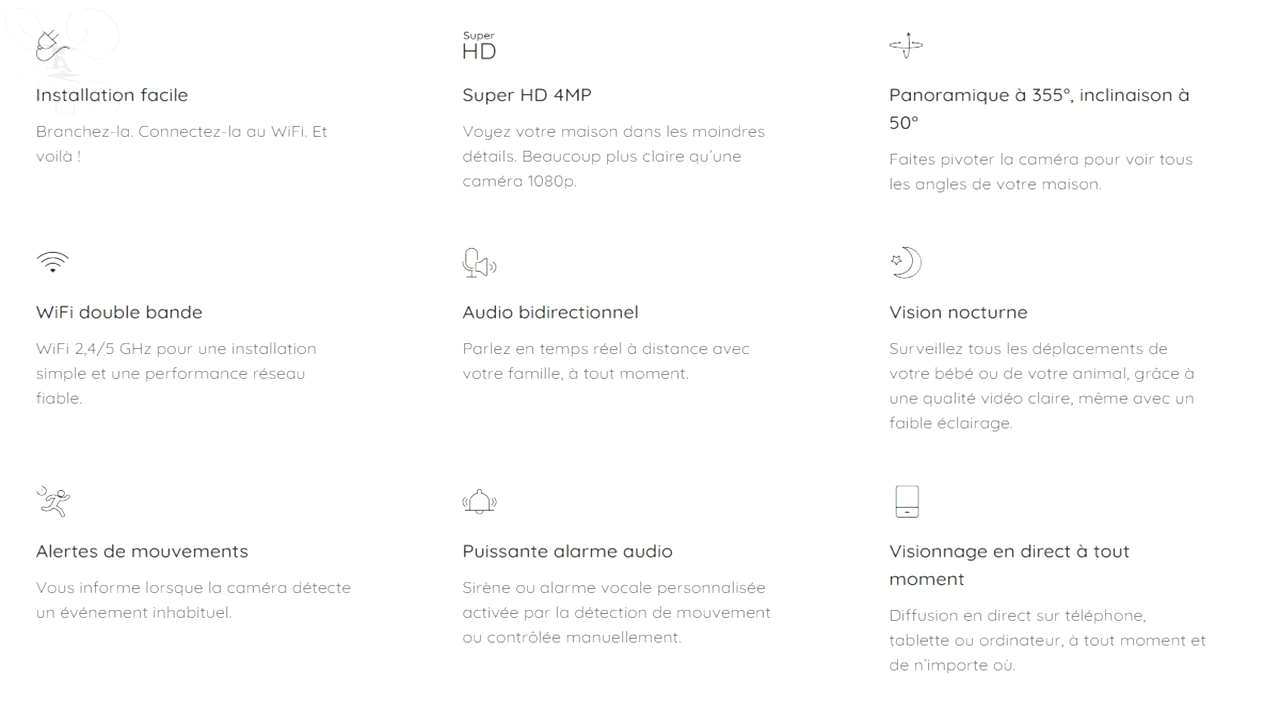 Installation facile
Branchez-la. Connectez-la au WiFi. Et
voilà !
Super
HD
Super HD 4MP
Voyez votre maison dans les moindres
détails. Beaucoup plus claire qu'une
caméra 1080p.
Panoramique à 355°, inclinaison à
50°
Faites pivoter la caméra pour voir tous
les angles de votre maison.
WiFi double bande
WiFi 2,4/5 GHz pour une installation
simple et une performance réseau
fiable.
Audio bidirectionnel
Parlez en temps réel à distance avec
votre famille, à tout moment.
Vision nocturne
Surveillez tous les déplacements de
votre bébé ou de votre animal, grâce à
une qualité vidéo claire, même avec un
faible éclairage.
Alertes de mouvements
Vous informe lorsque la caméra détecte
un événement inhabituel.
Puissante alarme audio
Sirène ou alarme vocale personnalisée
activée par la détection de mouvement
ou contrôlée manuellement.
Visionnage en direct à tout
moment
Diffusion en direct sur téléphone,
tablette ou ordinateur, à tout moment et
de n'importe où.